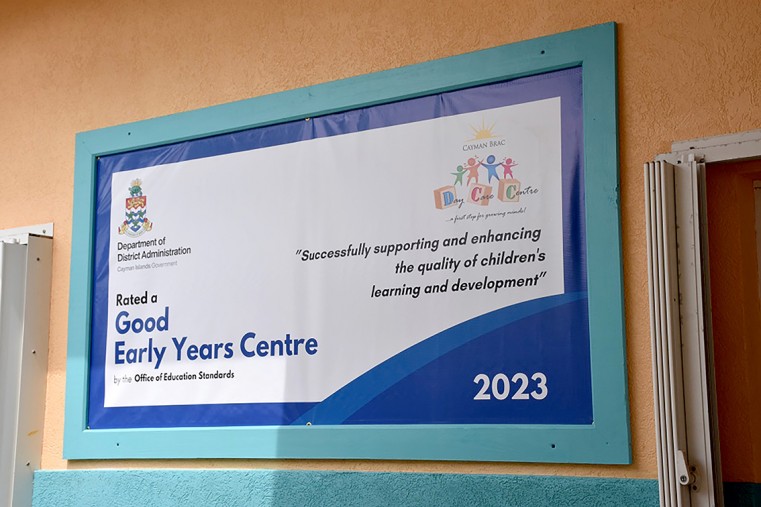 CAYMAN BRAC
Day Care Centre
...a first step for growing minds!
Department of
District Administration
Cayman Islands Government
"Successfully supporting and enhancing
the quality of children's
learning and development"
Rated a
Good
Early Years Centre
by the Office of Education Standards
2023